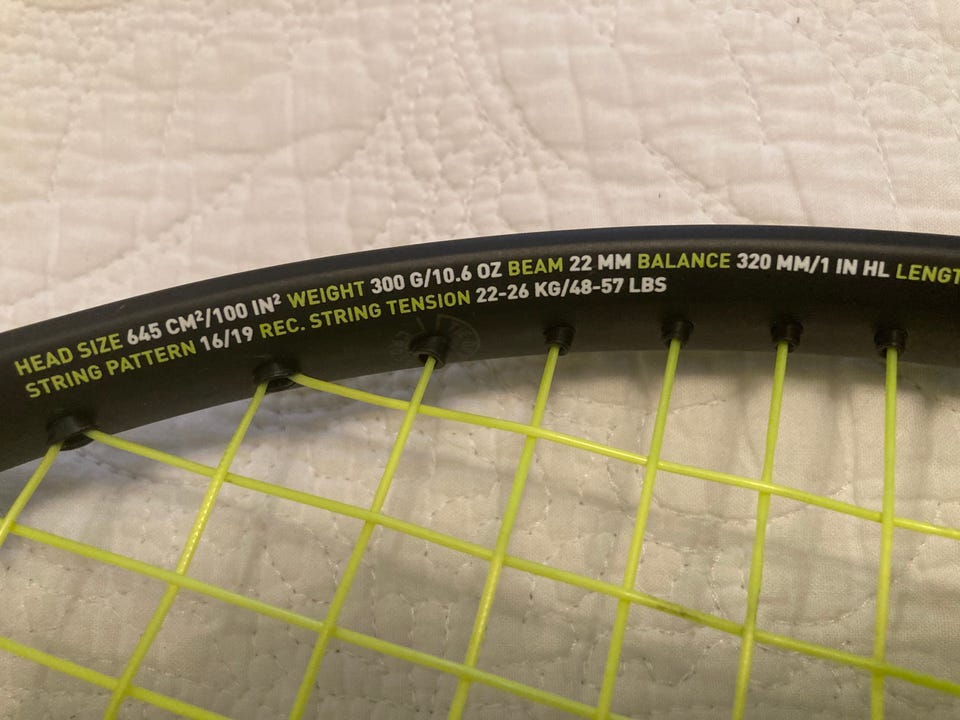 HEAD SIZE 645 CM²/100 IN² WEIGHT 300 G/10.6 OZ BEAM 22 MM BALANCE 320 MM/1 IN HL LENGT
STRING PATTERN 16/19 REC. STRING TENSION 22-26 KG/48-57 LBS